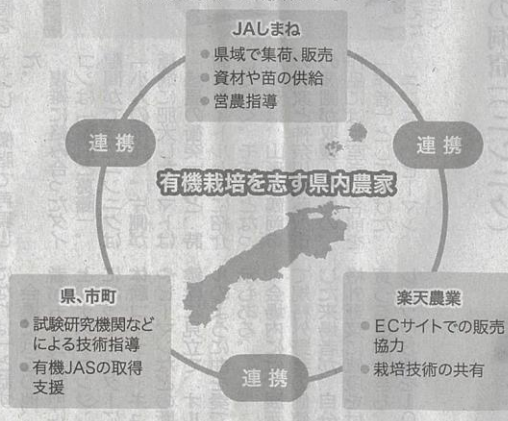 JAしまね
●県域で集荷、販売
●資材や苗の供給
●営農指導
連携
連携
有機栽培を志す県内農家
県、市町
●試験研究機関など
による技術指導
●有機JASの取得
支援
楽天農業
●ECサイトでの販売
協力
●栽培技術の共有
連携